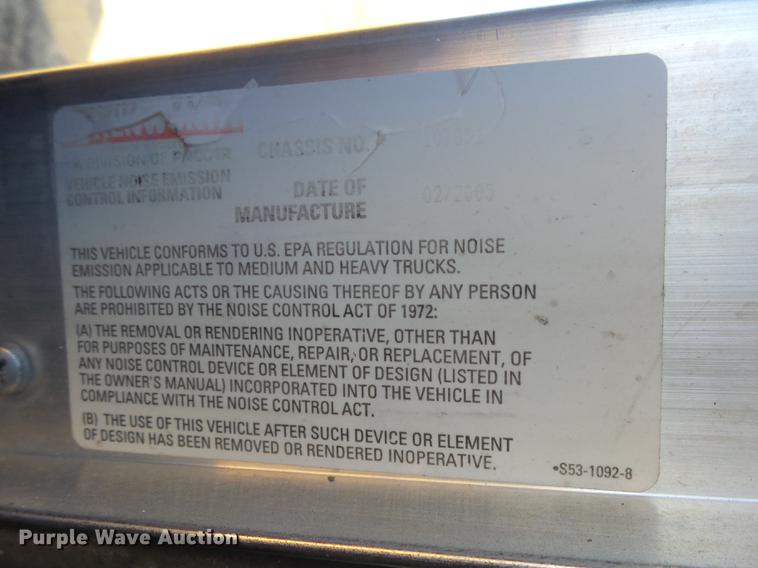 KENWORTH
A DIVISION OF PACCAR
VEHICLE NOISE EMISSION
CONTROL INFORMATION
CHASSIS NO.
DATE OF
MANUFACTURE
02/2005
THIS VEHICLE CONFORMS TO U.S. EPA REGULATION FOR NOISE
EMISSION APPLICABLE TO MEDIUM AND HEAVY TRUCKS.
THE FOLLOWING ACTS OR THE CAUSING THEREOF BY ANY PERSON
ARE PROHIBITED BY THE NOISE CONTROL ACT OF 1972:
(A) THE REMOVAL OR RENDERING INOPERATIVE, OTHER THAN
FOR PURPOSES OF MAINTENANCE, REPAIR, OR REPLACEMENT, OF
ANY NOISE CONTROL DEVICE OR ELEMENT OF DESIGN (LISTED IN
THE OWNER'S MANUAL) INCORPORATED INTO THE VEHICLE IN
COMPLIANCE WITH THE NOISE CONTROL ACT.
(B) THE USE OF THIS VEHICLE AFTER SUCH DEVICE OR ELEMENT
OF DESIGN HAS BEEN REMOVED OR RENDERED INOPERATIVE.
•S53-1092-8
Purple Wave Auction